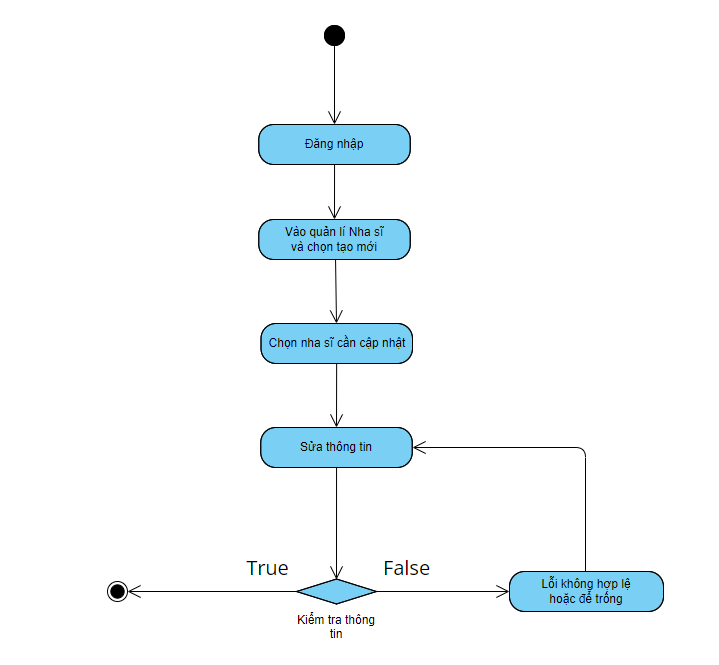 Đăng nhập
Vào quản lí Nha sĩ
và chọn tạo mới
Chọn nha sĩ cần cập nhật
Sửa thông tin
True
False
Lỗi không hợp lệ
hoặc để trống
Kiểm tra thông
tin